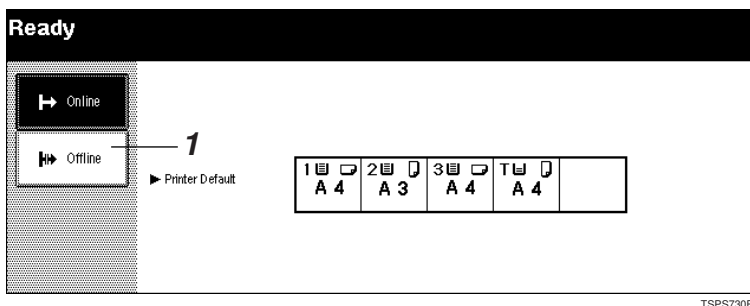 Ready
Online
Offline
1
Printer Default
1 2 3 T
A 4 A 3 A 4 A 4